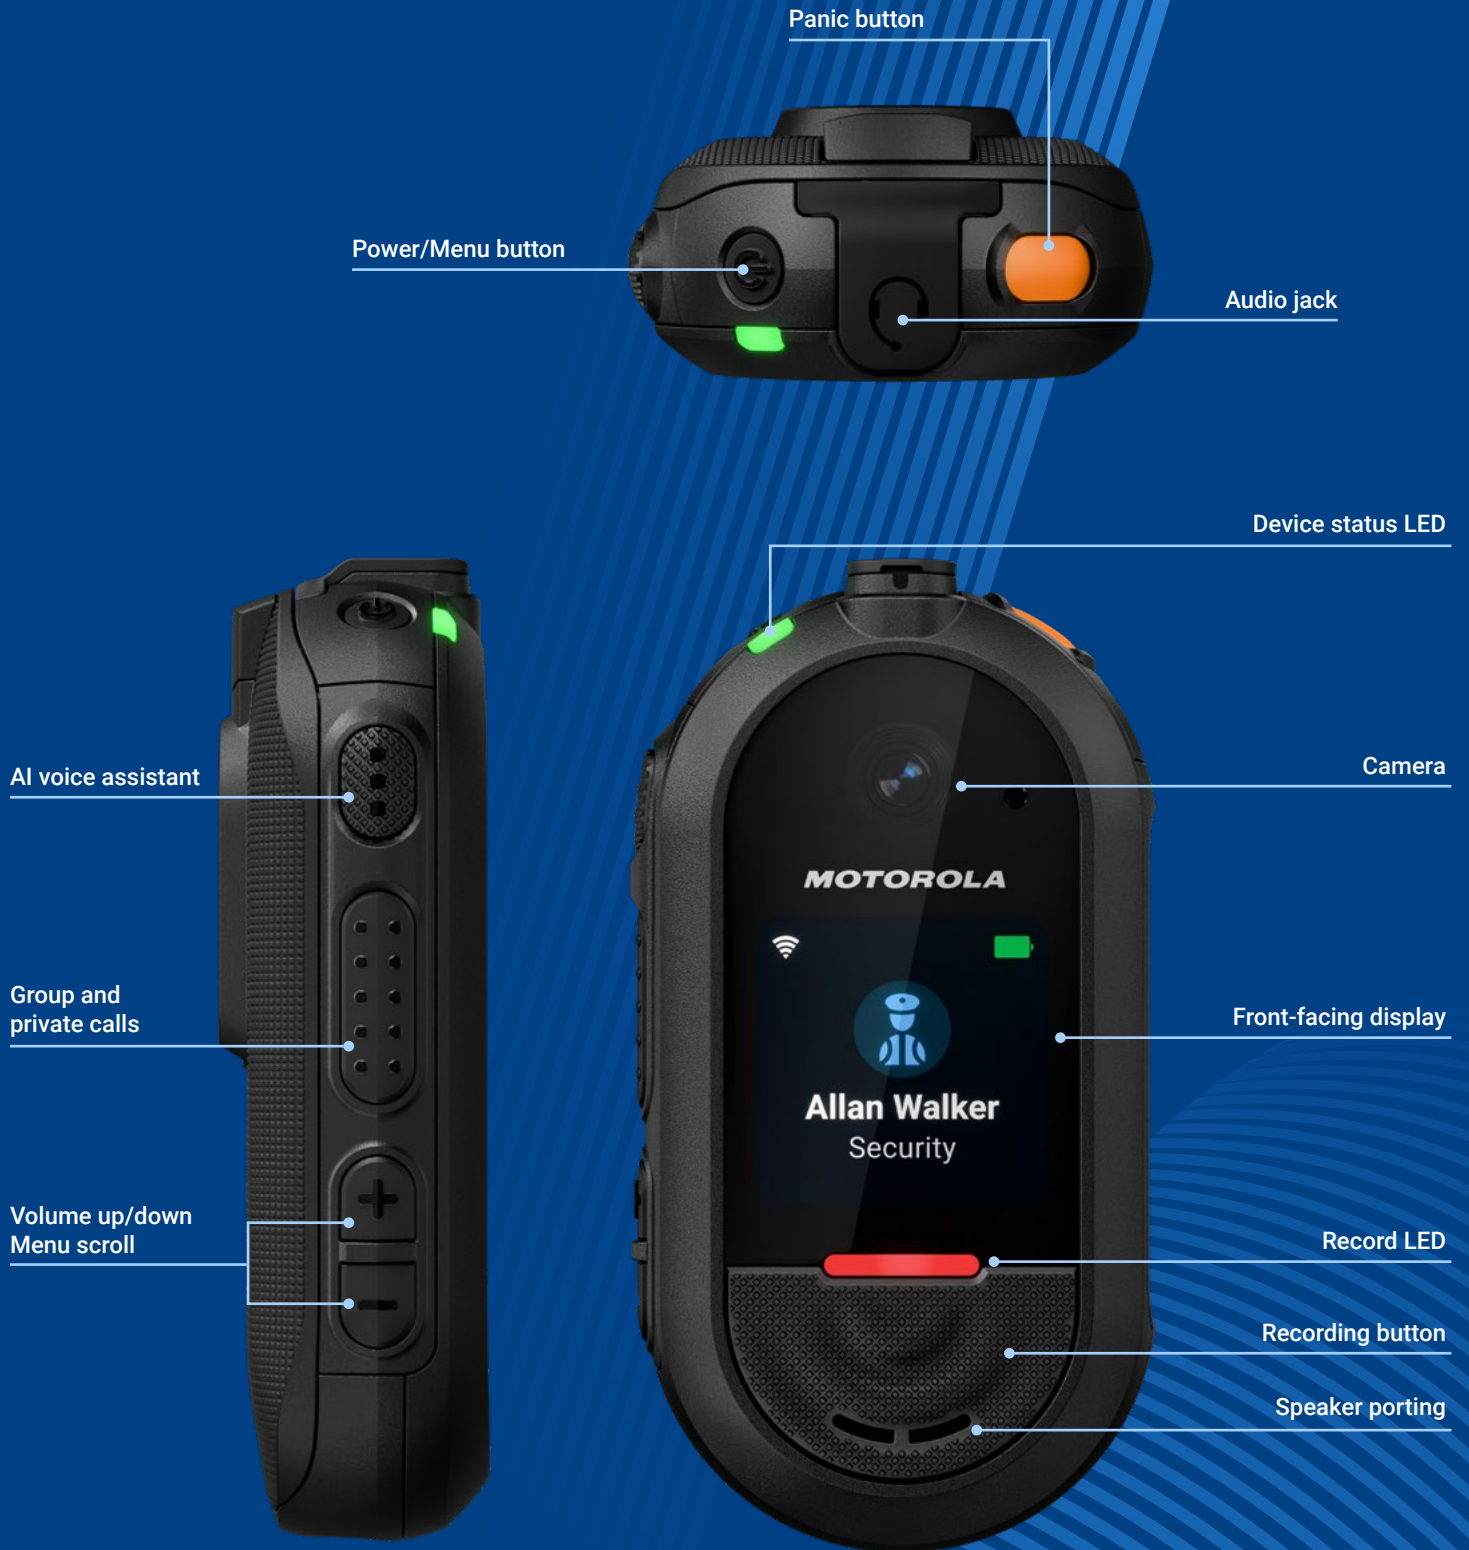 Panic button
Power/Menu button
Audio jack
Device status LED
AI voice assistant
Camera
MOTOROLA
Group and
private calls
Front-facing display
Allan Walker
Security
Volume up/down
Menu scroll
Record LED
Recording button
Speaker porting